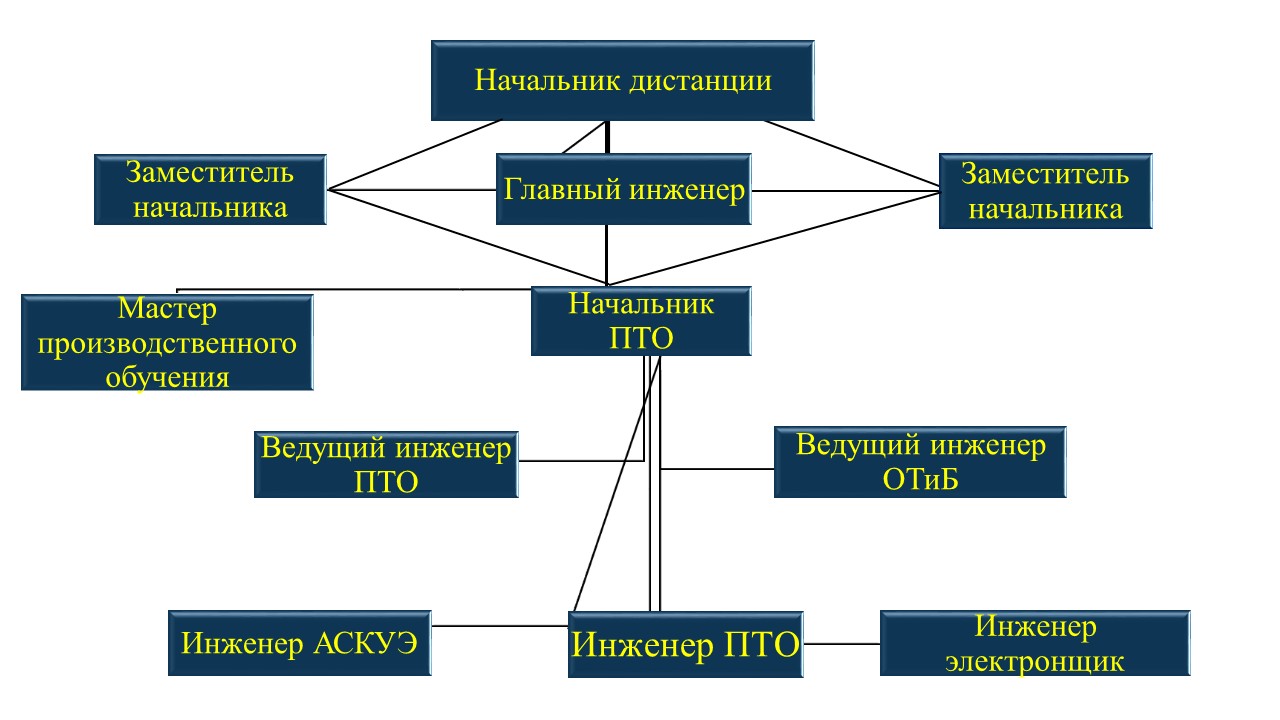 Начальник дистанции
Заместитель
начальника
Главный инженер
Заместитель
начальника
Мастер
производственного
обучения
Начальник
ПТО
Ведущий инженер
ПТО
Ведущий инженер
ОТиБ
Инженер АСКУЭ
Инженер ПТО
Инженер
электронщик